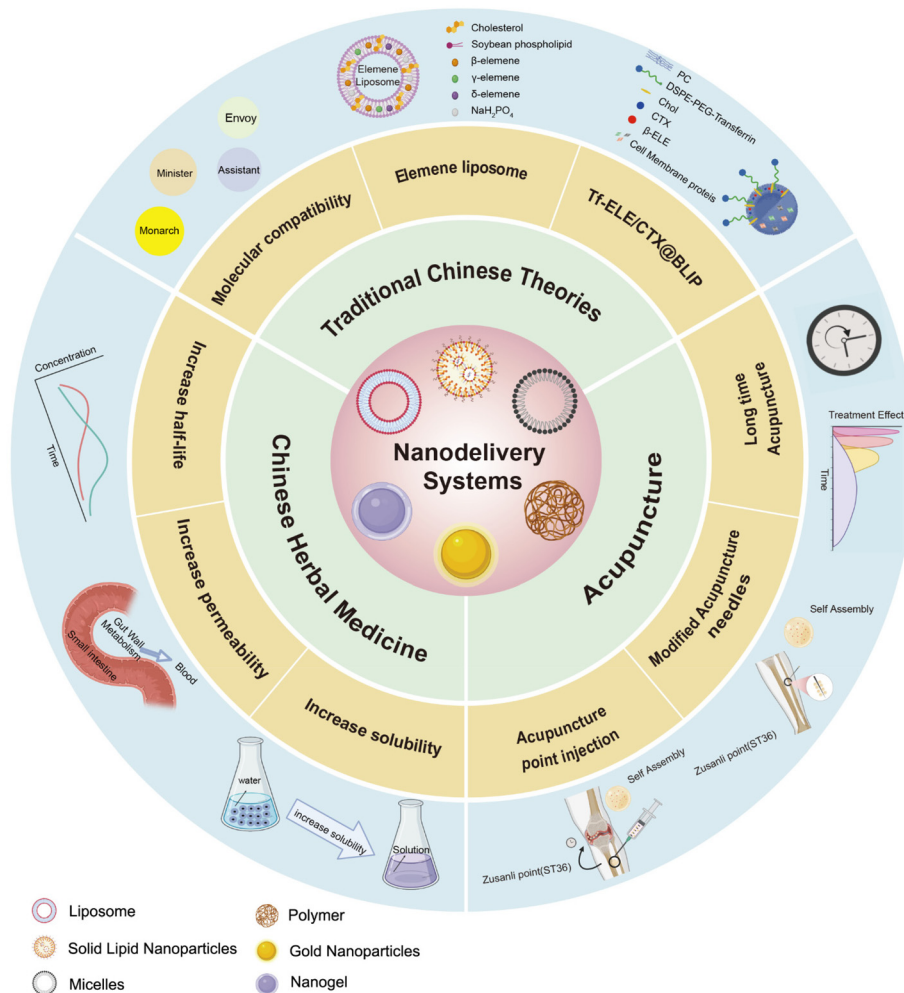 Cholesterol
Soybean phospholipid
β-elemene
γ-elemene
δ-elemene
NaH₂PO₄
Elemene
Liposome
PC
DSPE-PEG-Transferrin
Chol
CTX
β-ELE
Cell Membrane proteis
Envoy
Minister
Assistant
Monarch
Molecular compatibility
Elemene liposome
Tf-ELE/CTX@BLIP
Traditional Chinese Theories
Concentration
Time
Increase half-life
Increase permeability
Increase solubility
Chinese Herbal Medicine
Nanodelivery
Systems
Acupuncture
Long time
Acupuncture
Modified Acupuncture
needles
Acupuncture
point injection
Treatment Effect
Time
Small intestine
Gut Wall
Metabolism
Blood
water
increase solubility
Solution
Self Assembly
Zusanli point(ST36)
Self Assembly
Zusanli point(ST36)
Liposome
Polymer
Solid Lipid Nanoparticles
Gold Nanoparticles
Micelles
Nanogel